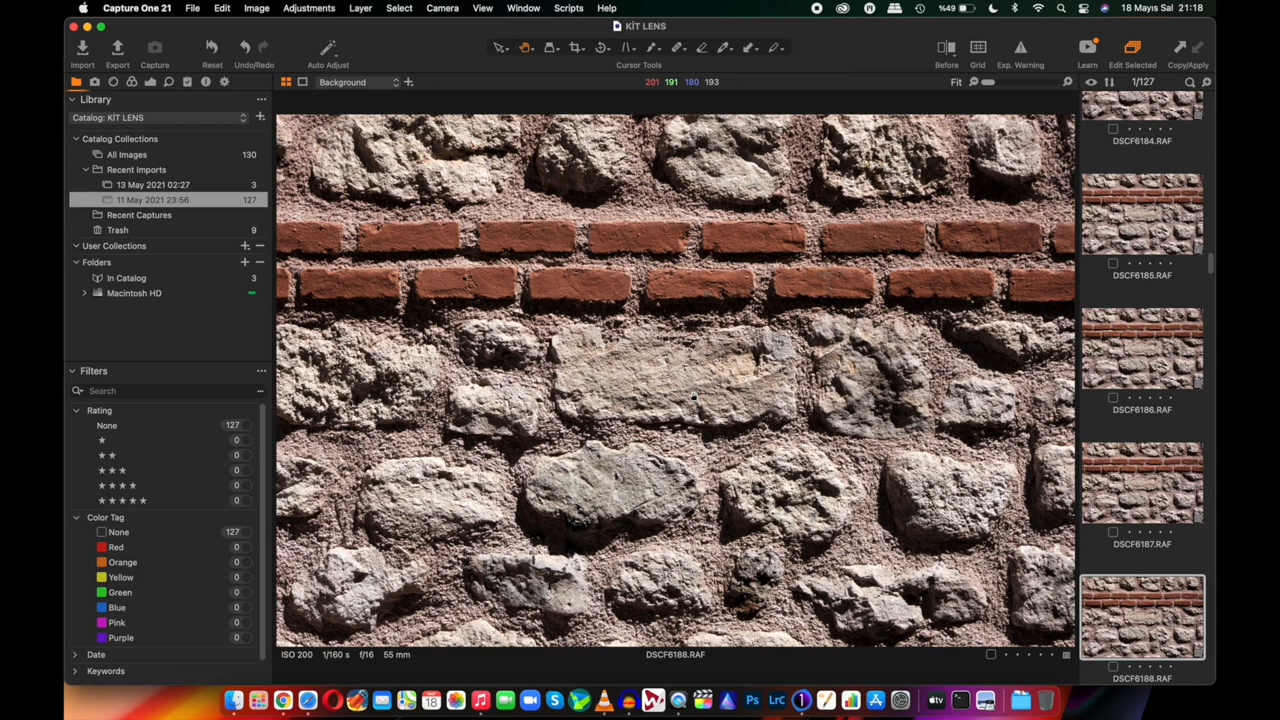 Capture One 21 File Edit Image Adjustments Layer Select Camera View Window Scripts Help %49 18 Mayıs Sal 21:18
KİT LENS
Import Export Capture Reset Undo/Redo Auto Adjust Cursor Tools Before Grid Exp. Warning Learn Edit Selected Copy/Apply
Library
Background
201 191 180 193
Fit
1/127
Catalog: KİT LENS
Catalog Collections
All Images 130
Recent Imports
13 May 2021 02:27 3
11 May 2021 23:56 127
Recent Captures
Trash 9
User Collections
Folders
In Catalog 3
Macintosh HD
Filters
Search
Rating
None 127
0
0
0
0
0
Color Tag
None 127
Red 0
Orange 0
Yellow 0
Green 0
Blue 0
Pink 0
Purple 0
Date
Keywords
ISO 200 1/160 s f/16 55 mm
DSCF6188.RAF
DSCF6184.RAF
DSCF6185.RAF
DSCF6186.RAF
DSCF6187.RAF
DSCF6188.RAF
18
Ps
Lrc
1
tv